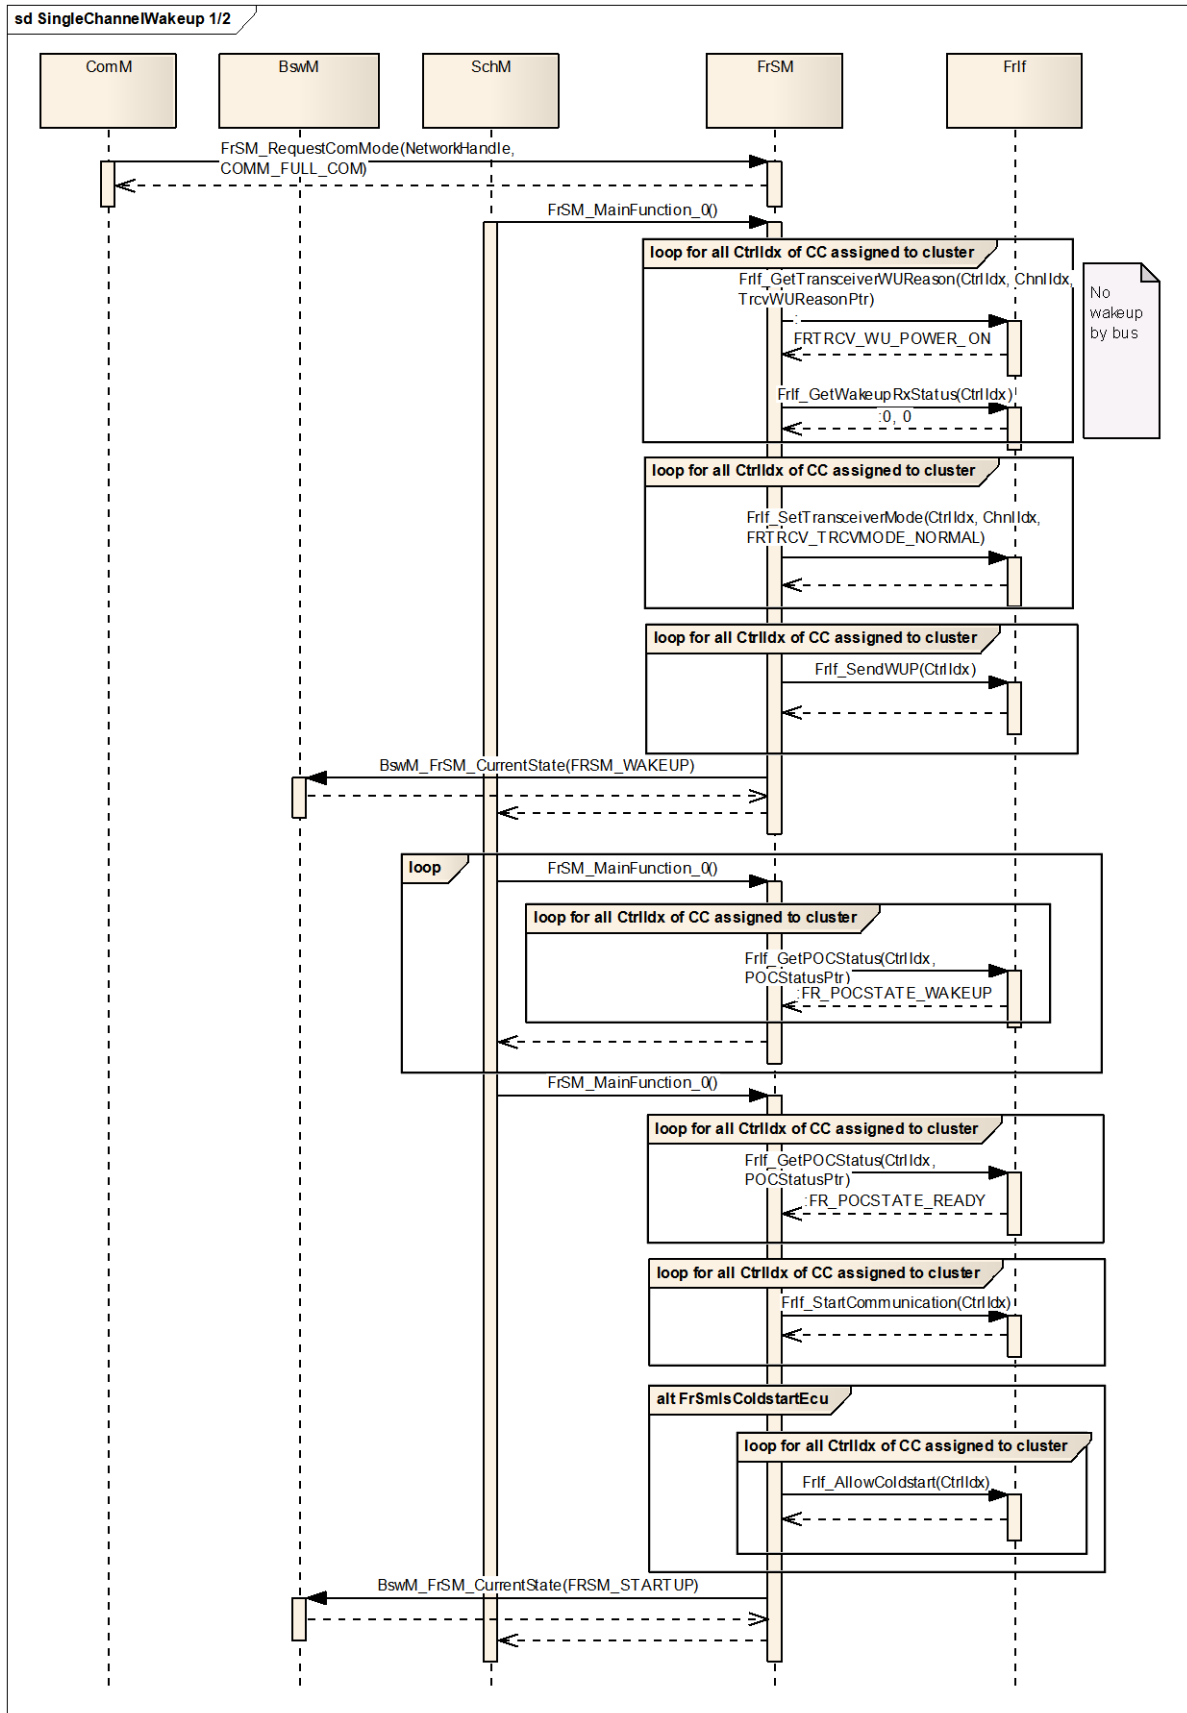 sd SingleChannelWakeup 1/2
ComM
BswM
SchM
FrSM
FrIf
FrSM_RequestComMode(NetworkHandle,
COMM_FULL_COM)
FrSM_MainFunction_0()
loop for all CtrlIdx of CC assigned to cluster
FrIf_GetTransceiverWUReason(CtrlIdx, ChnlIdx,
TrcvWUReasonPtr)
:
FRTRCV_WU_POWER_ON
No
wakeup
by bus
FrIf_GetWakeupRxStatus(CtrlIdx)
:0, 0
loop for all CtrlIdx of CC assigned to cluster
FrIf_SetTransceiverMode(CtrlIdx, ChnlIdx,
FRTRCV_TRCVMODE_NORMAL)
loop for all CtrlIdx of CC assigned to cluster
FrIf_SendWUP(CtrlIdx)
BswM_FrSM_CurrentState(FRSM_WAKEUP)
loop
FrSM_MainFunction_0()
loop for all CtrlIdx of CC assigned to cluster
FrIf_GetPOCStatus(CtrlIdx,
POCStatusPtr)
:FR_POCSTATE_WAKEUP
FrSM_MainFunction_0()
loop for all CtrlIdx of CC assigned to cluster
FrIf_GetPOCStatus(CtrlIdx,
POCStatusPtr)
:FR_POCSTATE_READY
loop for all CtrlIdx of CC assigned to cluster
FrIf_StartCommunication(CtrlIdx)
alt FrSmIsColdstartEcu
loop for all CtrlIdx of CC assigned to cluster
FrIf_AllowColdstart(CtrlIdx)
BswM_FrSM_CurrentState(FRSM_STARTUP)